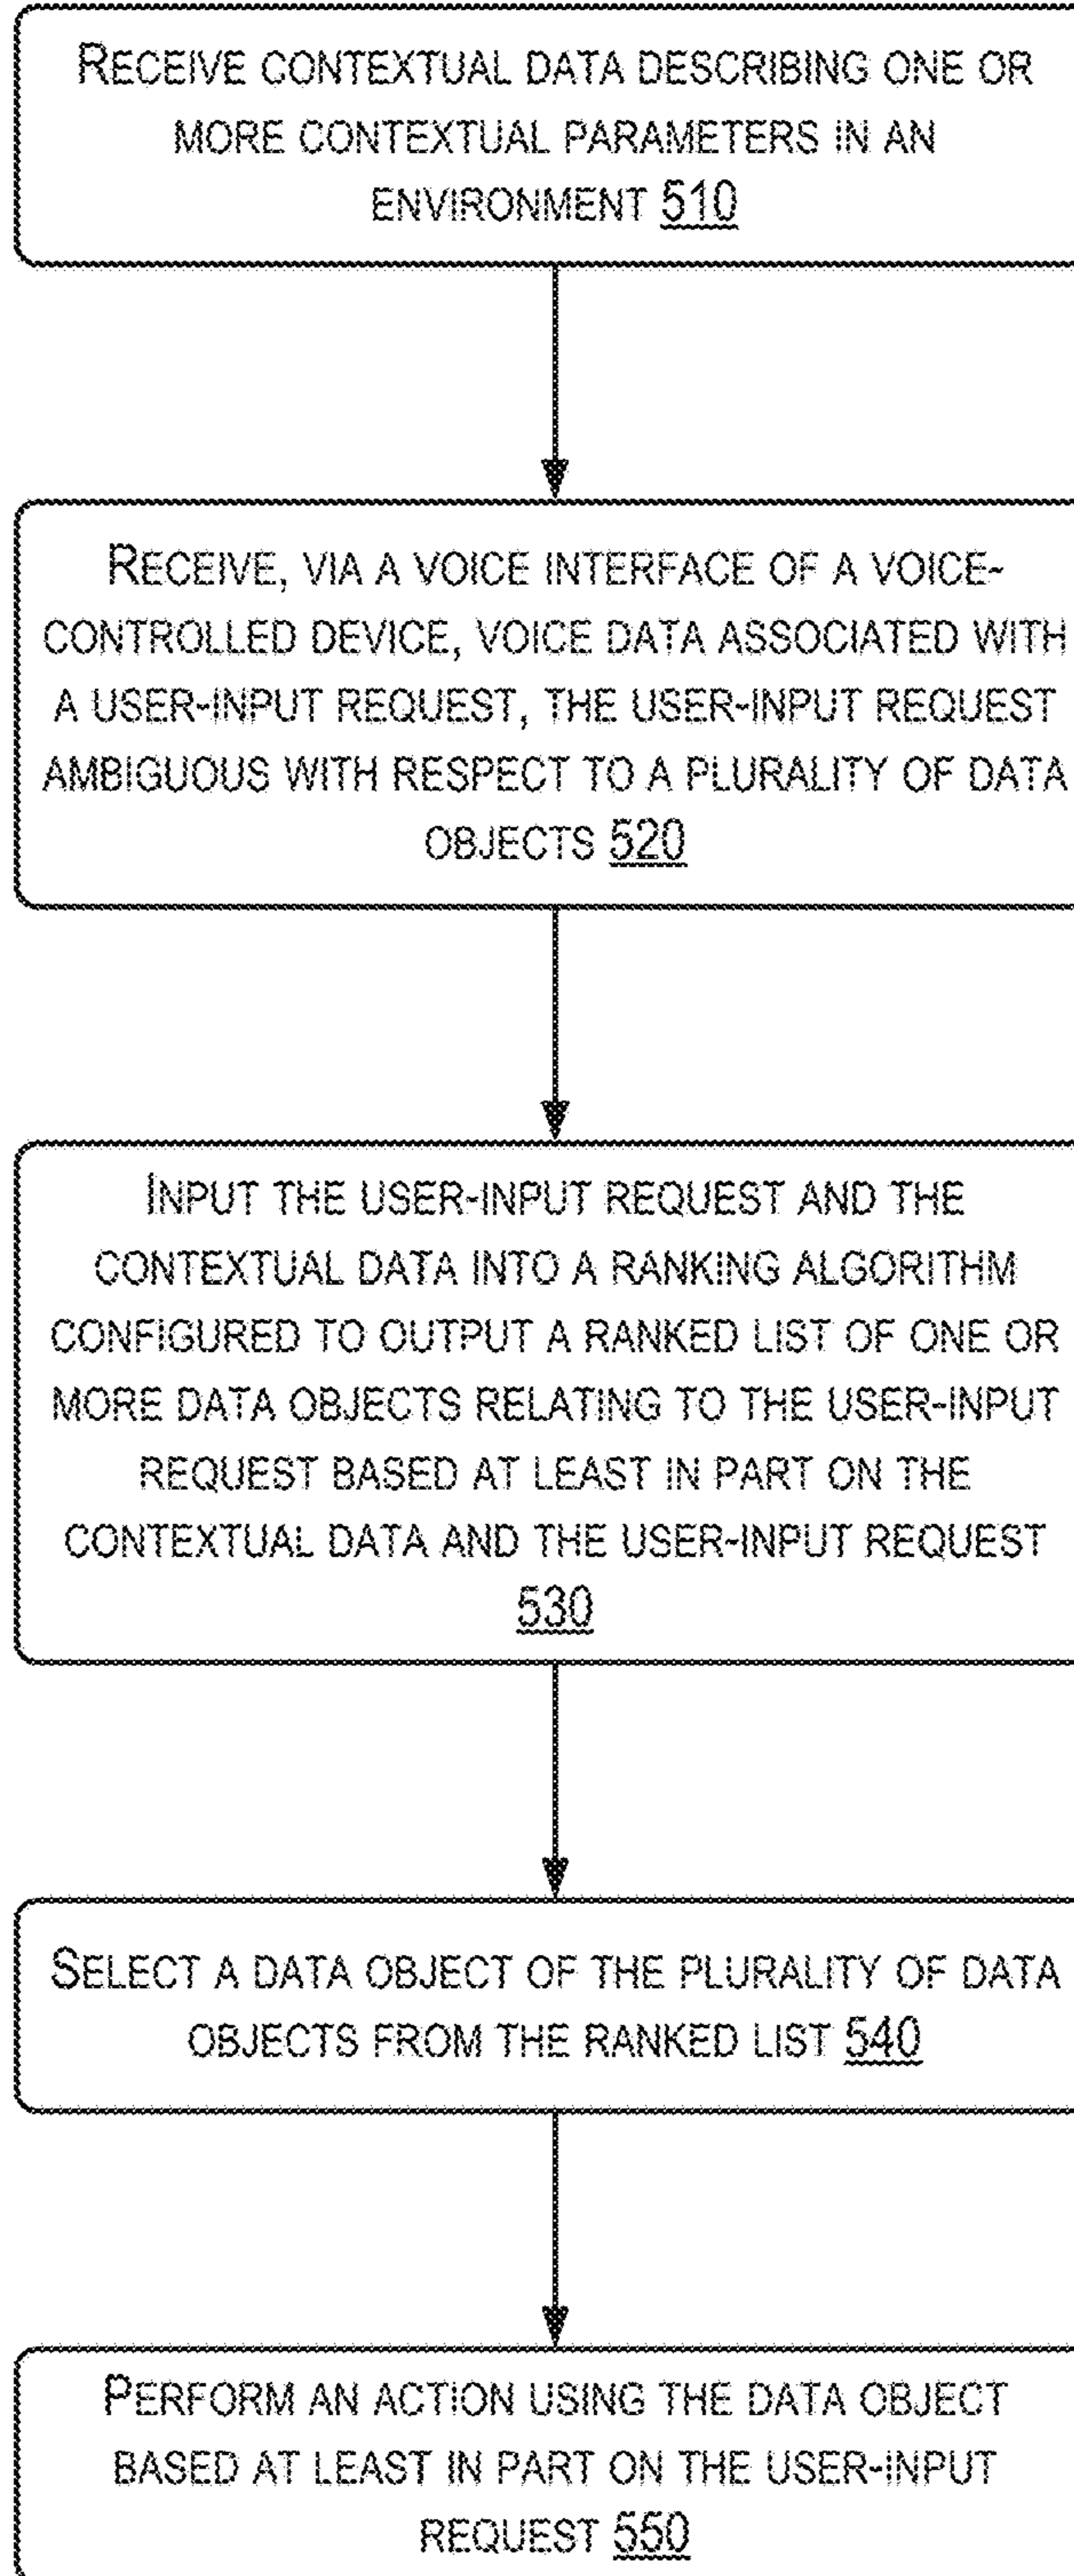 RECEIVE CONTEXTUAL DATA DESCRIBING ONE OR
MORE CONTEXTUAL PARAMETERS IN AN
ENVIRONMENT 510
RECEIVE, VIA A VOICE INTERFACE OF A VOICE-
CONTROLLED DEVICE, VOICE DATA ASSOCIATED WITH
A USER-INPUT REQUEST, THE USER-INPUT REQUEST
AMBIGUOUS WITH RESPECT TO A PLURALITY OF DATA
OBJECTS 520
INPUT THE USER-INPUT REQUEST AND THE
CONTEXTUAL DATA INTO A RANKING ALGORITHM
CONFIGURED TO OUTPUT A RANKED LIST OF ONE OR
MORE DATA OBJECTS RELATING TO THE USER-INPUT
REQUEST BASED AT LEAST IN PART ON THE
CONTEXTUAL DATA AND THE USER-INPUT REQUEST
530
SELECT A DATA OBJECT OF THE PLURALITY OF DATA
OBJECTS FROM THE RANKED LIST 540
PERFORM AN ACTION USING THE DATA OBJECT
BASED AT LEAST IN PART ON THE USER-INPUT
REQUEST 550